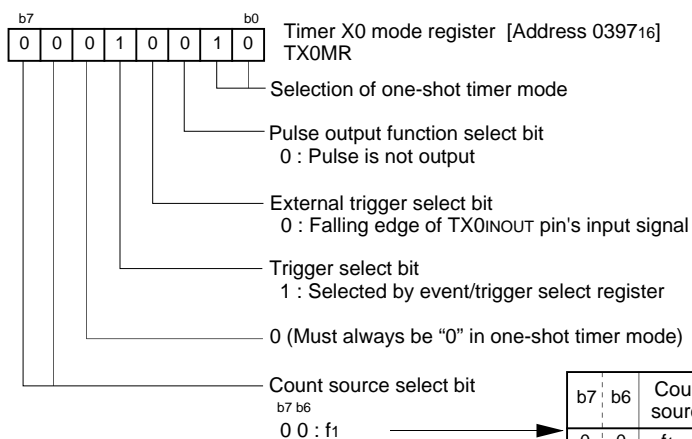 b7 b0
0 0 0 1 0 0 1 0
Timer X0 mode register [Address 039716]
TX0MR
Selection of one-shot timer mode
Pulse output function select bit
0 : Pulse is not output
External trigger select bit
0 : Falling edge of TX0INOUT pin's input signal
Trigger select bit
1 : Selected by event/trigger select register
0 (Must always be “0” in one-shot timer mode)
Count source select bit
b7 b6
0 0 : f1
b7 b6
0 0 f1